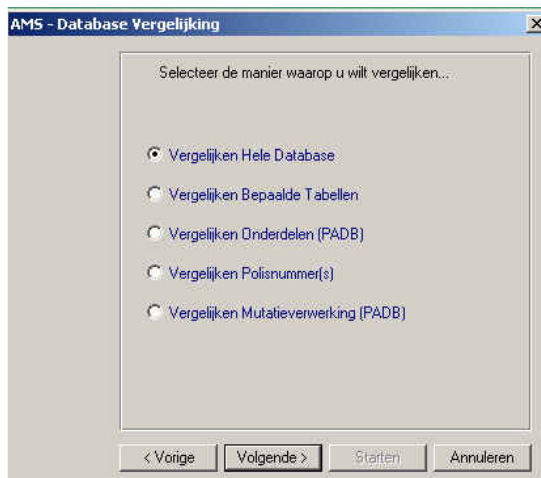 AMS - Database Vergelijking
Selecteer de manier waarop u wilt vergelijken...
Vergelijken Hele Database
Vergelijken Bepaalde Tabellen
Vergelijken Onderdelen (PADB)
Vergelijken Polisnummer(s)
Vergelijken Mutatieverwerking (PADB)
< Vorige
Volgende >
Starten
Annuleren